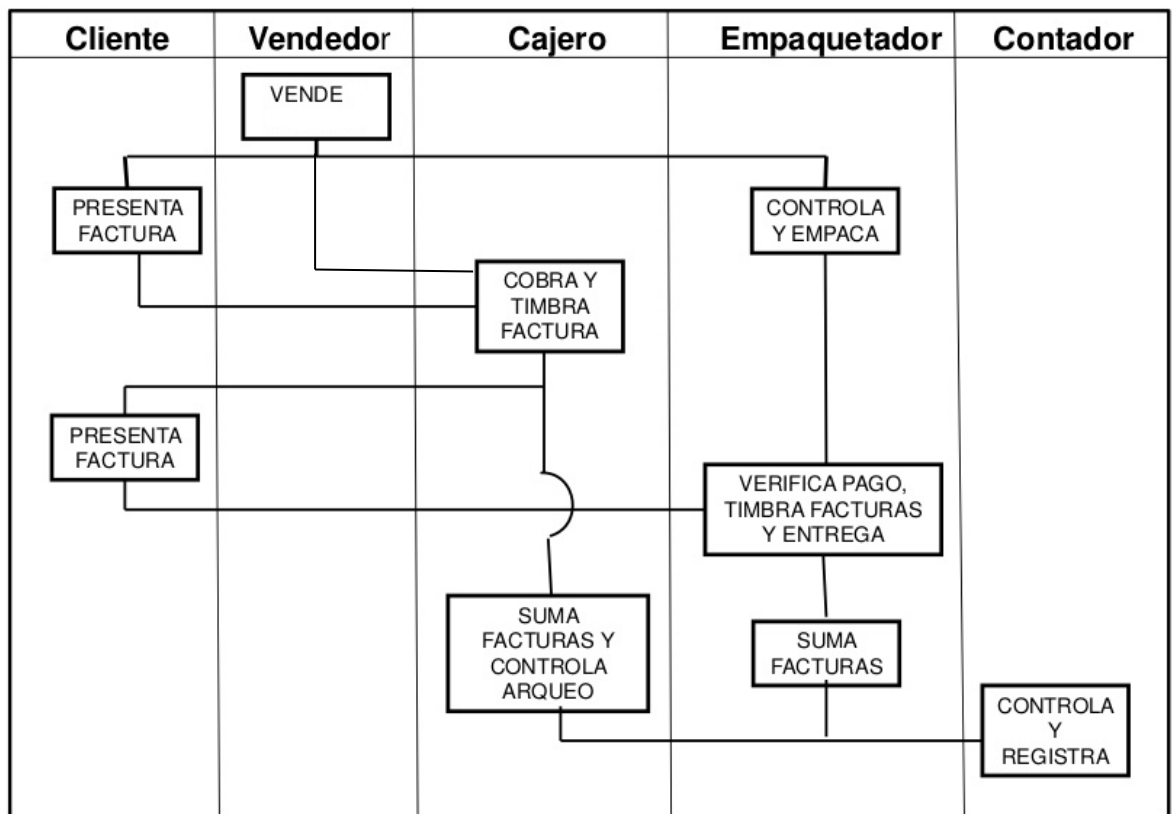 Cliente Vendedor Cajero Empaquetador Contador
VENDE
PRESENTA
FACTURA
CONTROLA
Y EMPACA
COBRA Y
TIMBRA
FACTURA
PRESENTA
FACTURA
VERIFICA PAGO,
TIMBRA FACTURAS
Y ENTREGA
SUMA
FACTURAS Y
CONTROLA
ARQUEO
SUMA
FACTURAS
CONTROLA
Y
REGISTRA